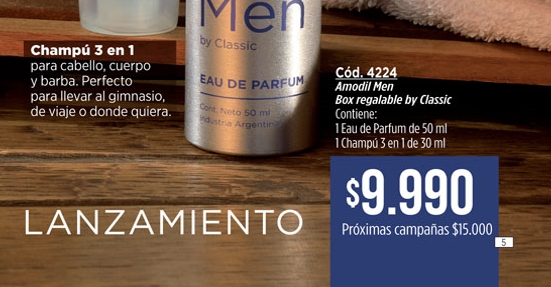 Men
by Classic
EAU DE PARFUM
Cont. Neto 50 ml
Industria Argentina
Champú 3 en 1
para cabello, cuerpo
y barba. Perfecto
para llevar al gimnasio,
de viaje o donde quiera.
Cód. 4224
Amodil Men
Box regalable by Classic
Contiene:
1 Eau de Parfum de 50 ml
1 Champú 3 en 1 de 30 ml
$9.990
Próximas campañas $15.000
LANZAMIENTO
5